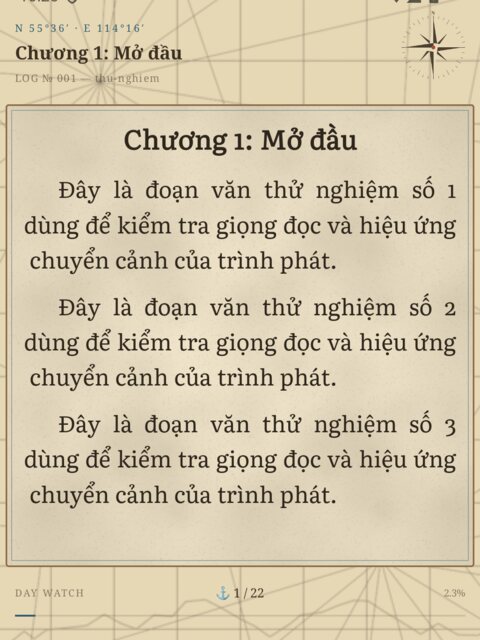 N 55°36′ · E 114°16′
Chương 1: Mở đầu
LOG № 001 — thu-nghiem
Chương 1: Mở đầu
Đây là đoạn văn thử nghiệm số 1
dùng để kiểm tra giọng đọc và hiệu ứng
chuyển cảnh của trình phát.
Đây là đoạn văn thử nghiệm số 2
dùng để kiểm tra giọng đọc và hiệu ứng
chuyển cảnh của trình phát.
Đây là đoạn văn thử nghiệm số 3
dùng để kiểm tra giọng đọc và hiệu ứng
chuyển cảnh của trình phát.
DAY WATCH
⚓ 1 / 22
2.3%